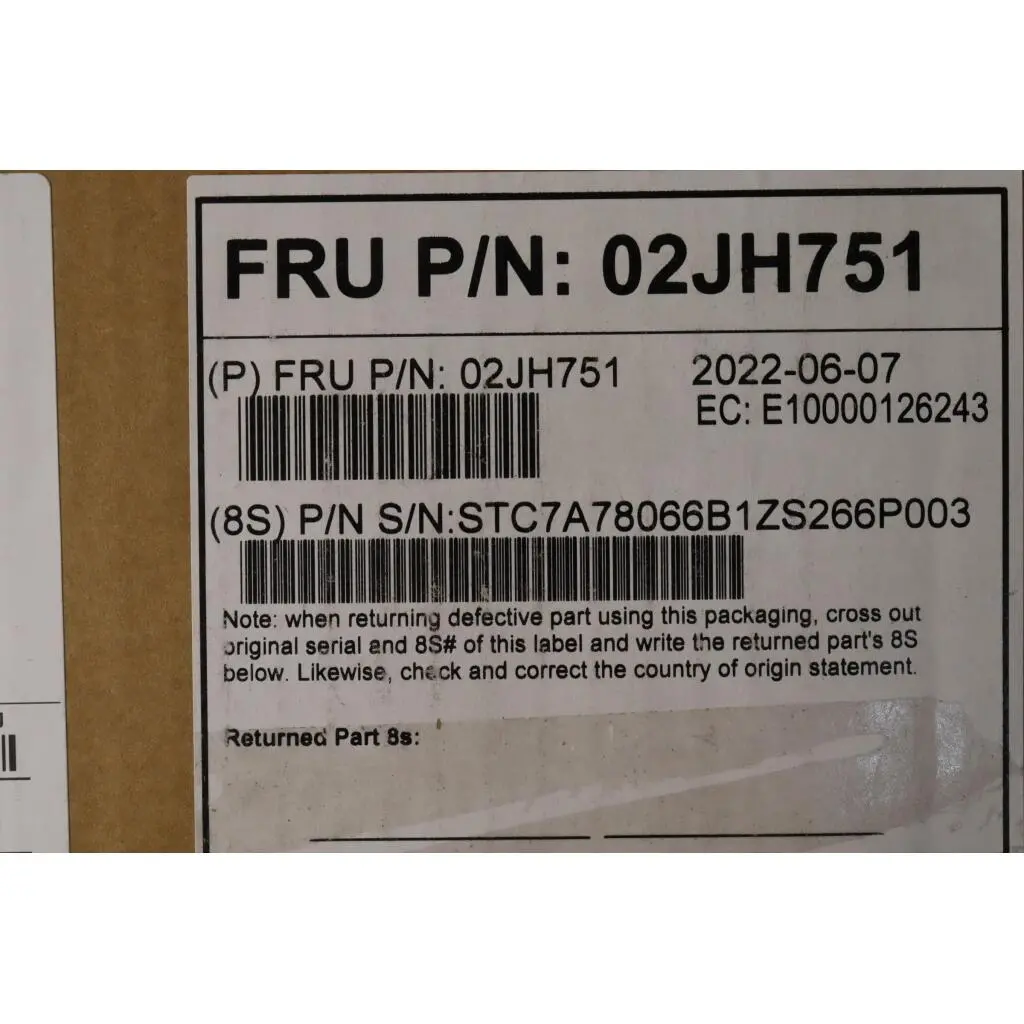 FRU P/N: 02JH751
(P) FRU P/N: 02JH751
2022-06-07
EC: E10000126243
(8S) P/N S/N:STC7A78066B1ZS266P003
Note: when returning defective part using this packaging, cross out
original serial and 8S# of this label and write the returned part's 8S
below. Likewise, check and correct the country of origin statement.
Returned Part 8s: